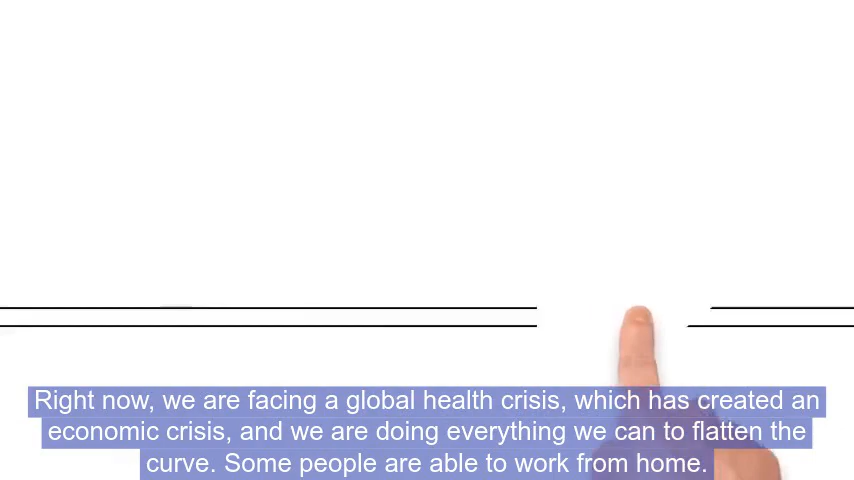 Right now, we are facing a global health crisis, which has created an
economic crisis, and we are doing everything we can to flatten the
curve. Some people are able to work from home.